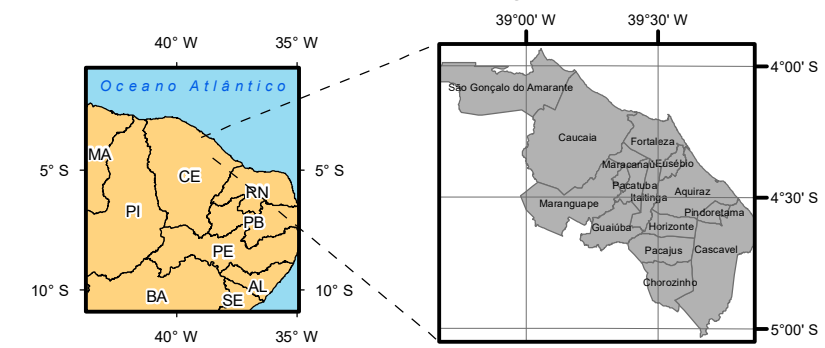 39°00' W
39°30' W
40° W
35° W
4°00' S
Oceano Atlântico
São Gonçalo do Amarante
Caucaia
Fortaleza
MA
Maracanaú
Eusébio
5° S
5° S
CE
Pacatuba
RN
Aquiraz
Itaitinga
4°30' S
PI
Maranguape
Pindoretama
PB
Guaiúba
Horizonte
PE
Pacajus
Cascavel
AL
Chorozinho
10° S
BA
SE
10° S
40° W
35° W
5°00' S